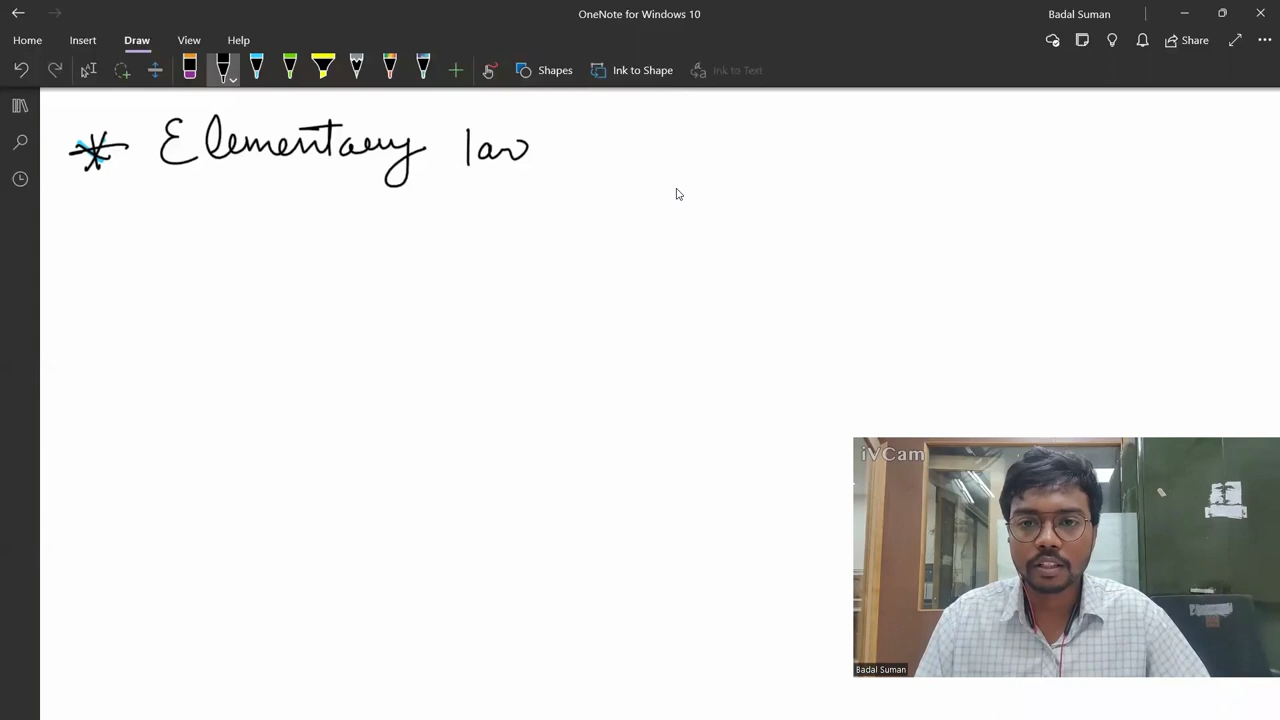 OneNote for Windows 10
Badal Suman
Home Insert Draw View Help
Share
Shapes Ink to Shape Ink to Text
* Elementary law
iVCam
Badal Suman